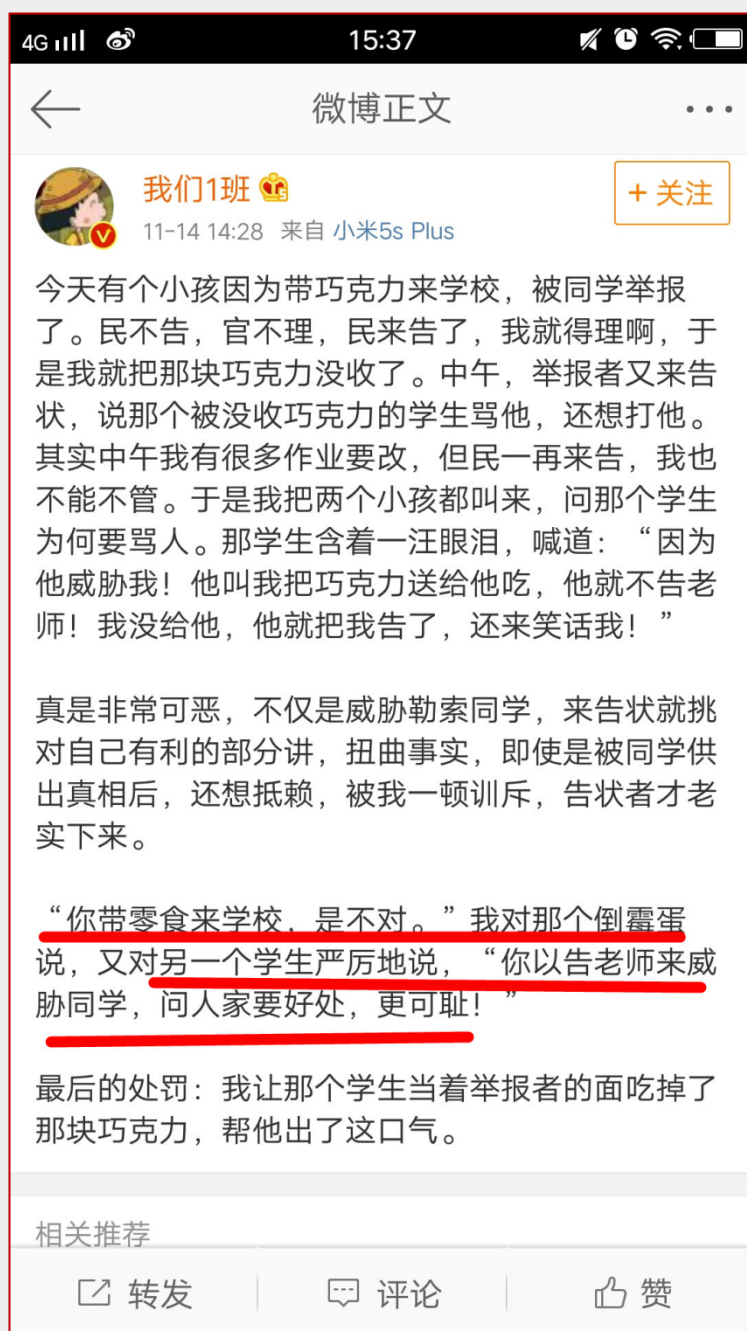 4G 15:37
微博正文
我们1班
+ 关注
11-14 14:28 来自 小米5s Plus
今天有个小孩因为带巧克力来学校，被同学举报
了。民不告，官不理，民来告了，我就得理啊，于
是我就把那块巧克力没收了。中午，举报者又来告
状，说那个被没收巧克力的学生骂他，还想打他。
其实中午我有很多作业要改，但民一再来告，我也
不能不管。于是我把两个小孩都叫来，问那个学生
为何要骂人。那学生含着一汪眼泪，喊道：“因为
他威胁我！他叫我把巧克力送给他吃，他就不告老
师！我没给他，他就把我告了，还来笑话我！”
真是非常可恶，不仅是威胁勒索同学，来告状就挑
对自己有利的部分讲，扭曲事实，即使是被同学供
出真相后，还想抵赖，被我一顿训斥，告状者才老
实下来。
“你带零食来学校，是不对。”我对那个倒霉蛋
说，又对另一个学生严厉地说，“你以告老师来威
胁同学，问人家要好处，更可耻！”
最后的处罚：我让那个学生当着举报者的面吃掉了
那块巧克力，帮他出了这口气。
相关推荐
转发 评论 赞